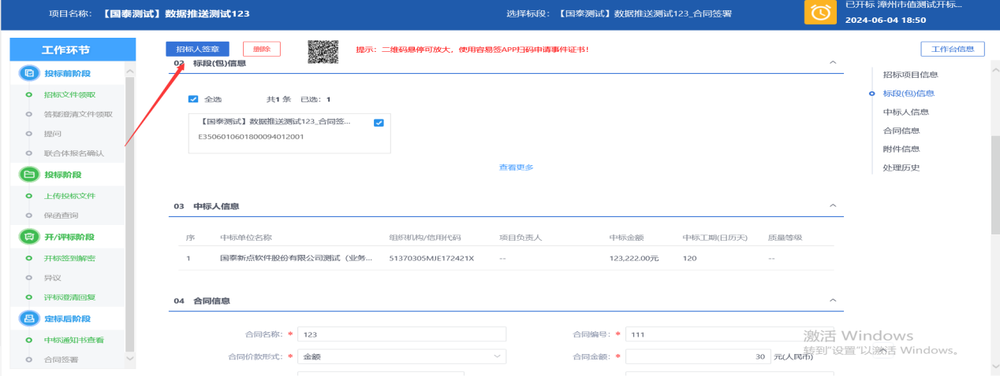 项目名称: 【国泰测试】数据推送测试123
选择标段: 【国泰测试】数据推送测试123_合同签署
已开标 漳州市值测试开标...
2024-06-04 18:50
工作环节
投标前阶段
招标文件领取
答疑澄清文件领取
提问
联合体报名确认
投标阶段
上传投标文件
保函查询
开/评标阶段
开标签到解密
异议
评标澄清回复
定标后阶段
中标通知书查看
合同签署
招标人签章 删除 提示: 二维码悬停可放大，使用容易签APP扫码申请事件证书! 工作台信息
02 标段(包)信息
全选 共1 条 已选: 1
【国泰测试】数据推送测试123_合同签...
E3506010601800094012001
查看更多
03 中标人信息
序 中标单位名称 组织机构/信用代码 项目负责人 中标金额 中标工期(日历天) 质量等级
1 国泰新点软件股份有限公司测试（业务... 51370305MJE172421X -- 123,222.00元 120 --
04 合同信息
合同名称: * 123 合同编号: * 111
合同价款形式: * 金额 合同金额: * 30 元(人民币)
招标项目信息
标段(包)信息
中标人信息
合同信息
附件信息
处理历史
激活 Windows
转到"设置"以激活 Windows。